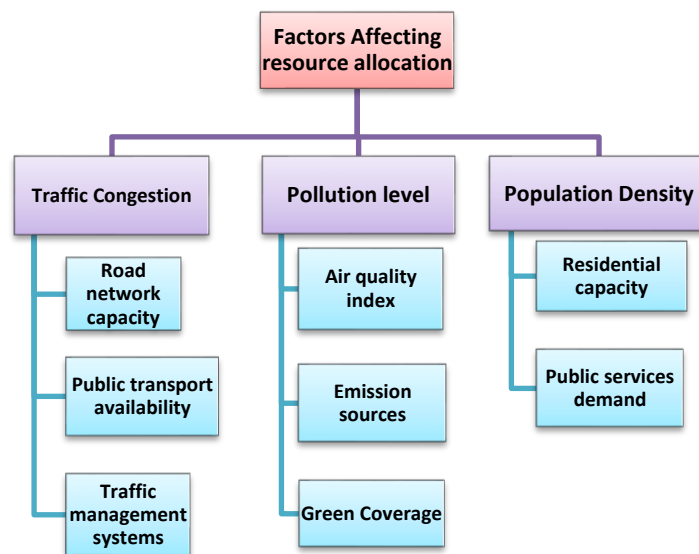 Factors Affecting
resource allocation
Traffic Congestion
Road
network
capacity
Public transport
availability
Traffic
management
systems
Pollution level
Air quality
index
Emission
sources
Green Coverage
Population Density
Residential
capacity
Public services
demand